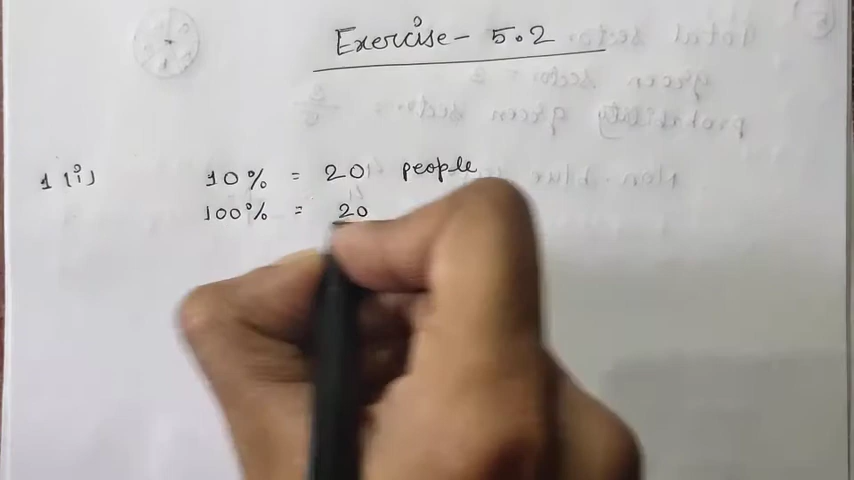 Exercise - 5.2
1 (i) 10% = 20 people
100% = 20